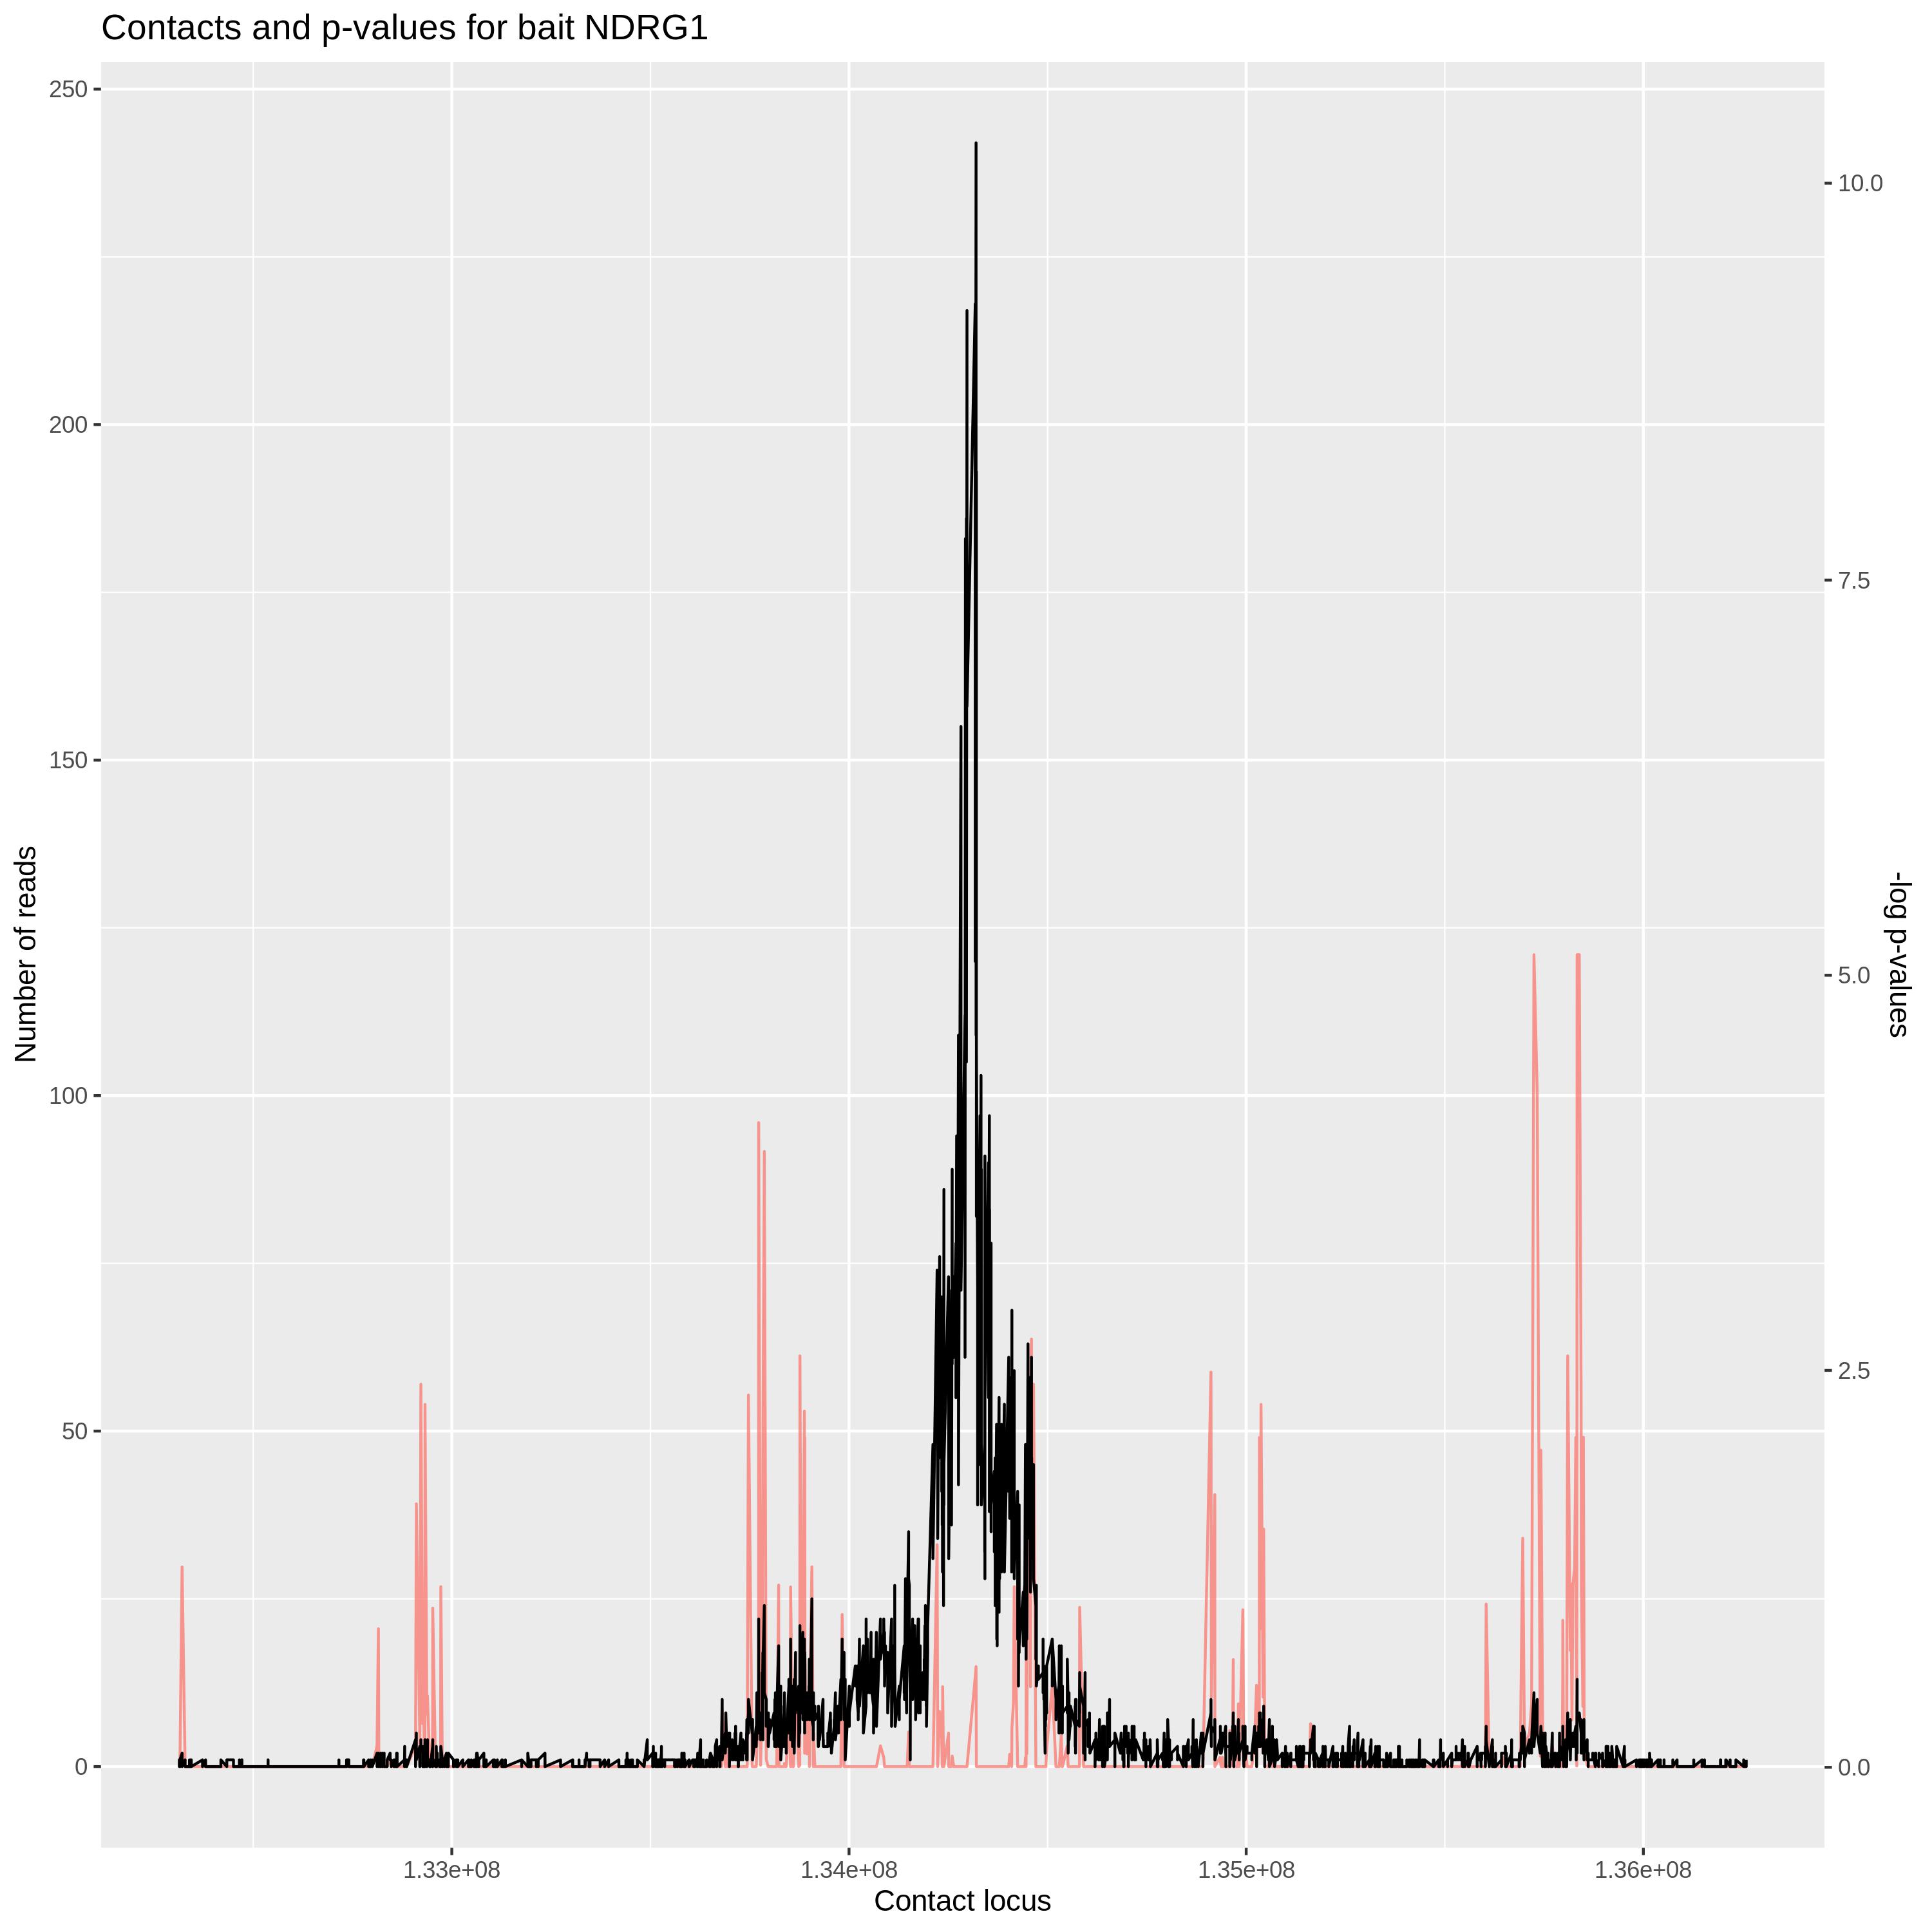 Contacts and p-values for bait NDRG1
250
200
150
100
50
0
Number of reads
10.0
7.5
5.0
2.5
0.0
-log p-values
1.33e+08
1.34e+08
1.35e+08
1.36e+08
Contact locus